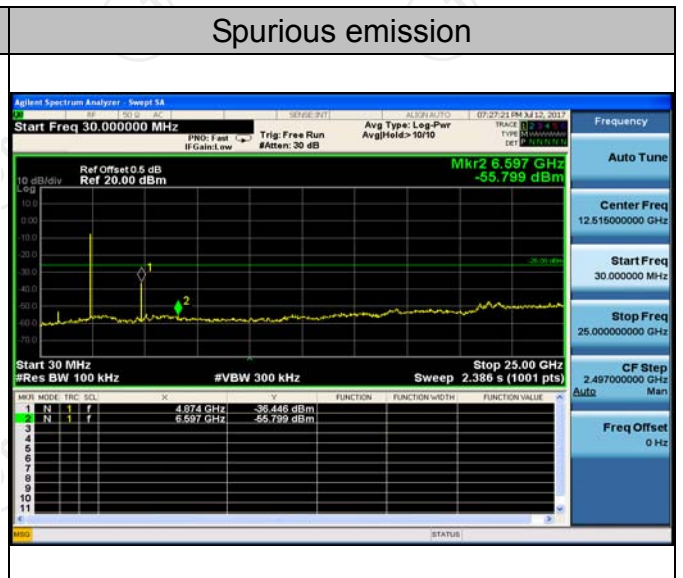 Spurious emission
Agilent Spectrum Analyzer - Swept SA
RF 50 Ω AC SENSE:INT ALIGN AUTO 07:27:21 PM Jul 12, 2017
Start Freq 30.000000 MHz
PNO: Fast
IFGain:Low
Trig: Free Run
#Atten: 30 dB
Avg Type: Log-Pwr
Avg|Hold:>10/10
TRACE 1 2 3 4 5 6
TYPE
DET P N N N N N
Frequency
Auto Tune
Center Freq
12.515000000 GHz
Start Freq
30.000000 MHz
Stop Freq
25.000000000 GHz
CF Step
2.497000000 GHz
Auto Man
Freq Offset
0 Hz
Mkr2 6.597 GHz
-55.799 dBm
Ref Offset 0.5 dB
10 dB/div Ref 20.00 dBm
Log
10.0
0.00
-10.0
-20.0
-30.0
-40.0
-50.0
-60.0
-70.0
1
2
Start 30 MHz Stop 25.00 GHz
#Res BW 100 kHz #VBW 300 kHz Sweep 2.386 s (1001 pts)
MKR MODE TRC SCL X Y FUNCTION FUNCTION WIDTH FUNCTION VALUE
1 N 1 f 4.874 GHz -36.446 dBm
2 N 1 f 6.597 GHz -55.799 dBm
3
4
5
6
7
8
9
10
11
MSG STATUS